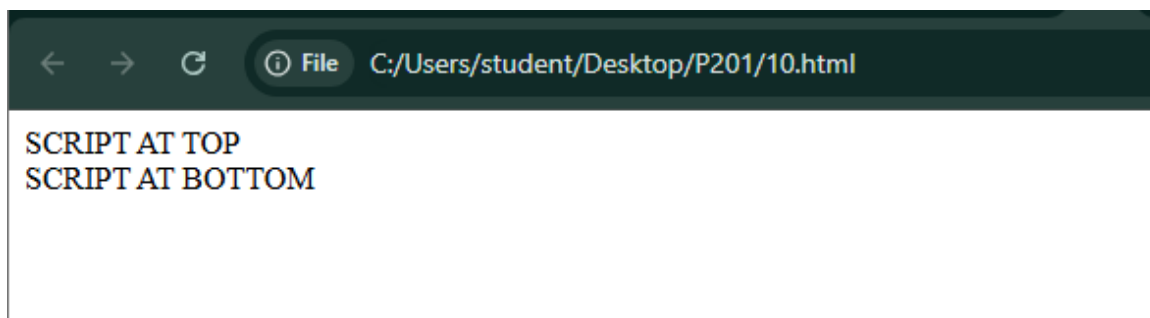 File C:/Users/student/Desktop/P201/10.html
SCRIPT AT TOP
SCRIPT AT BOTTOM